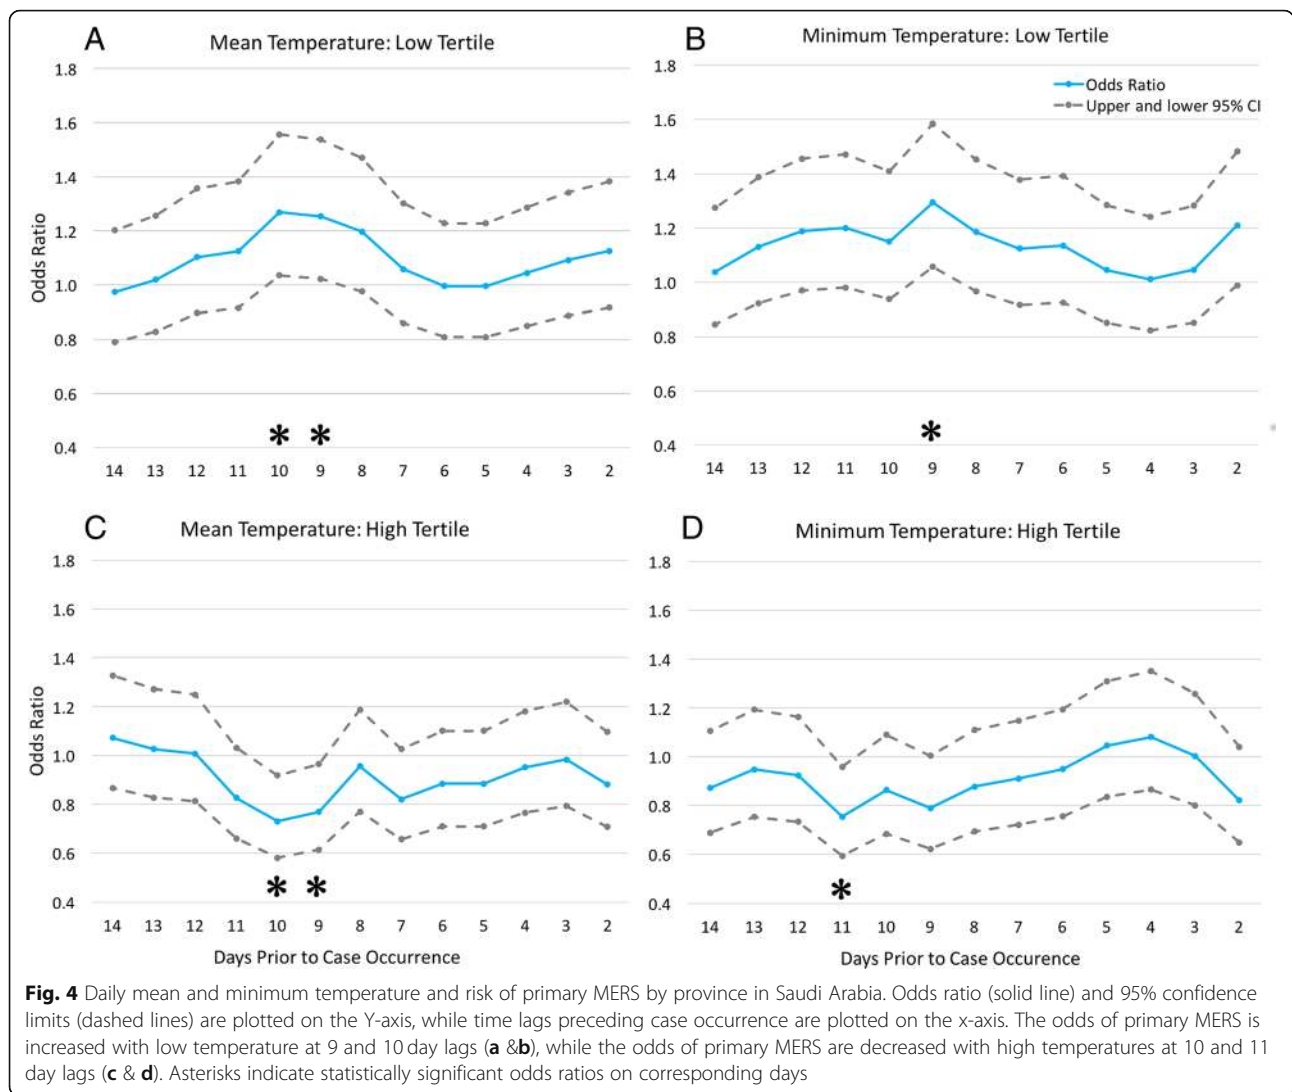 A
Mean Temperature: Low Tertile
1.8
1.6
1.4
1.2
1.0
0.8
0.6
0.4
Odds Ratio
* *
14 13 12 11 10 9 8 7 6 5 4 3 2
B
Minimum Temperature: Low Tertile
Odds Ratio
Upper and lower 95% CI
1.8
1.6
1.4
1.2
1.0
0.8
0.6
0.4
*
14 13 12 11 10 9 8 7 6 5 4 3 2
C
Mean Temperature: High Tertile
1.8
1.6
1.4
1.2
1.0
0.8
0.6
0.4
Odds Ratio
* *
14 13 12 11 10 9 8 7 6 5 4 3 2
Days Prior to Case Occurrence
D
Minimum Temperature: High Tertile
1.8
1.6
1.4
1.2
1.0
0.8
0.6
0.4
*
14 13 12 11 10 9 8 7 6 5 4 3 2
Days Prior to Case Occurrence
Fig. 4 Daily mean and minimum temperature and risk of primary MERS by province in Saudi Arabia. Odds ratio (solid line) and 95% confidence
limits (dashed lines) are plotted on the Y-axis, while time lags preceding case occurrence are plotted on the x-axis. The odds of primary MERS is
increased with low temperature at 9 and 10 day lags (a &b), while the odds of primary MERS are decreased with high temperatures at 10 and 11
day lags (c & d). Asterisks indicate statistically significant odds ratios on corresponding days